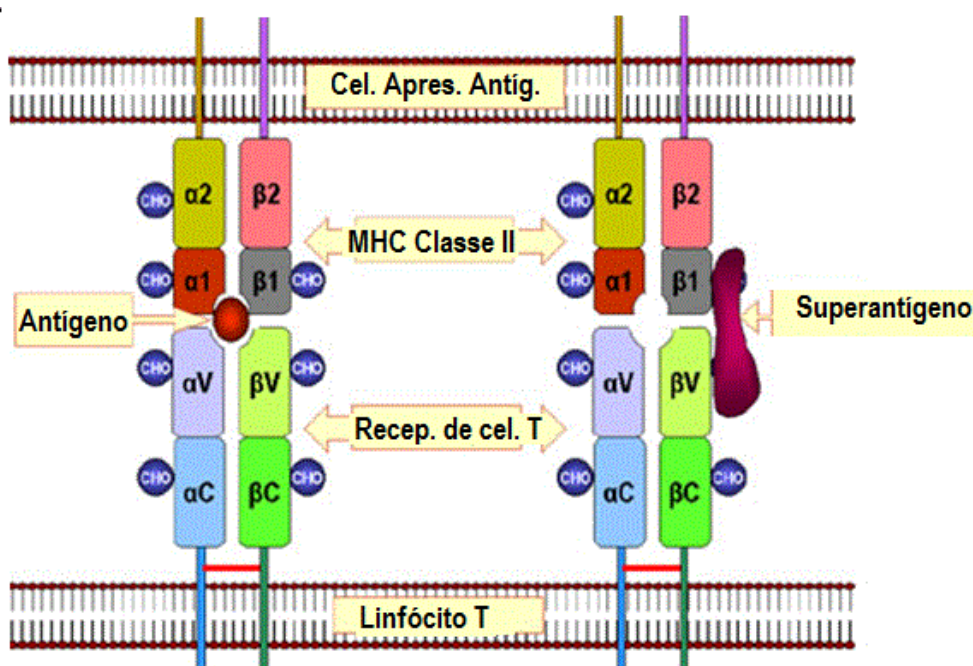 Cel. Apres. Antíg.
α2
β2
α2
β2
CHO
CHO
MHC Classe II
CHO
α1
β1
CHO
CHO
α1
β1
Antígeno
Superantígeno
CHO
αV
βV
CHO
CHO
αV
βV
Recep. de cel. T
CHO
αC
βC
CHO
CHO
αC
βC
CHO
Linfócito T